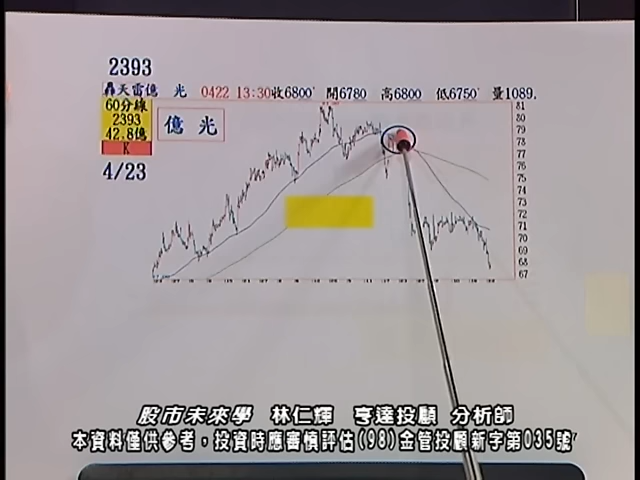 2393
轟天雷億 光 0422 13:30收6800 開6780 高6800 低6750 量1089.
60分線
2393
42.8億
K
億光
4/23
81
80
79
78
77
76
75
74
73
72
71
70
69
68
67
股市未來學 林仁輝 亨達投顧 分析師
本資料僅供參考,投資時應審慎評估(98)金管投顧新字第035號